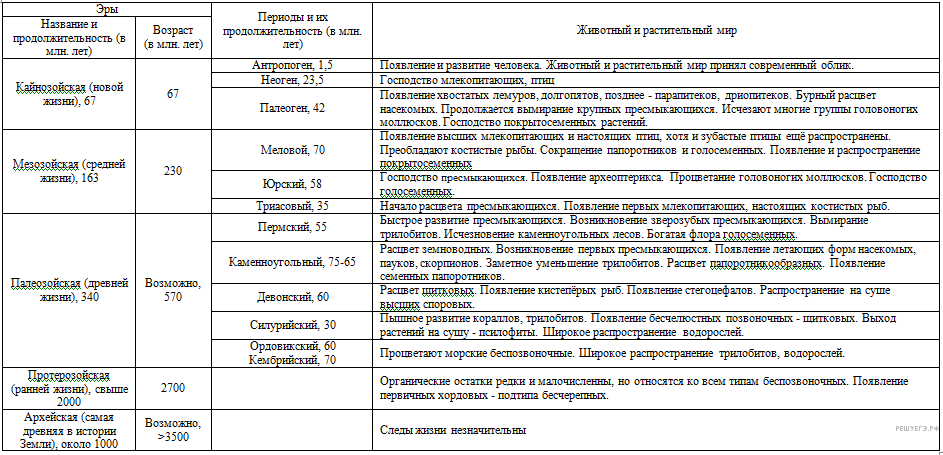 Эры
Название и
продолжительность (в
млн. лет)
Возраст
(в млн. лет)
Периоды и их
продолжительность (в млн.
лет)
Животный и растительный мир
Кайнозойская (новой
жизни), 67
67
Антропоген, 1,5
Появление и развитие человека. Животный и растительный мир принял современный облик.
Неоген, 23,5
Господство млекопитающих, птиц
Палеоген, 42
Появление хвостатых лемуров, долгопятов, позднее - парапитеков, дриопитеков. Бурный расцвет
насекомых. Продолжается вымирание крупных пресмыкающихся. Исчезают многие группы головоногих
моллюсков. Господство покрытосеменных растений.
Мезозойская (средней
жизни), 163
230
Меловой, 70
Появление высших млекопитающих и настоящих птиц, хотя и зубастые птицы ещё распространены.
Преобладают костистые рыбы. Сокращение папоротников и голосеменных. Появление и распространение
покрытосеменных
Юрский, 58
Господство пресмыкающихся. Появление археоптерикса. Процветание головоногих моллюсков. Господство
голосеменных.
Триасовый, 35
Начало расцвета пресмыкающихся. Появление первых млекопитающих, настоящих костистых рыб.
Палеозойская (древней
жизни), 340
Возможно,
570
Пермский, 55
Быстрое развитие пресмыкающихся. Возникновение зверозубых пресмыкающихся. Вымирание
трилобитов. Исчезновение каменноугольных лесов. Богатая флора голосеменных.
Каменноугольный, 75-65
Расцвет земноводных. Возникновение первых пресмыкающихся. Появление летающих форм насекомых,
пауков, скорпионов. Заметное уменьшение трилобитов. Расцвет папоротникообразных. Появление
семенных папоротников.
Девонский, 60
Расцвет щитковых. Появление кистепёрых рыб. Появление стегоцефалов. Распространение на суше
высших споровых.
Силурийский, 30
Пышное развитие кораллов, трилобитов. Появление бесчелюстных позвоночных - щитковых. Выход
растений на сушу - псилофиты. Широкое распространение водорослей.
Ордовикский, 60
Кембрийский, 70
Процветают морские беспозвоночные. Широкое распространение трилобитов, водорослей.
Протерозойская
(ранней жизни), свыше
2000
2700
Органические остатки редки и малочисленны, но относятся ко всем типам беспозвоночных. Появление
первичных хордовых - подтипа бесчерепных.
Архейская (самая
древняя в истории
Земли), около 1000
Возможно,
>3500
Следы жизни незначительны
РЕШУЕГЭ.РФ